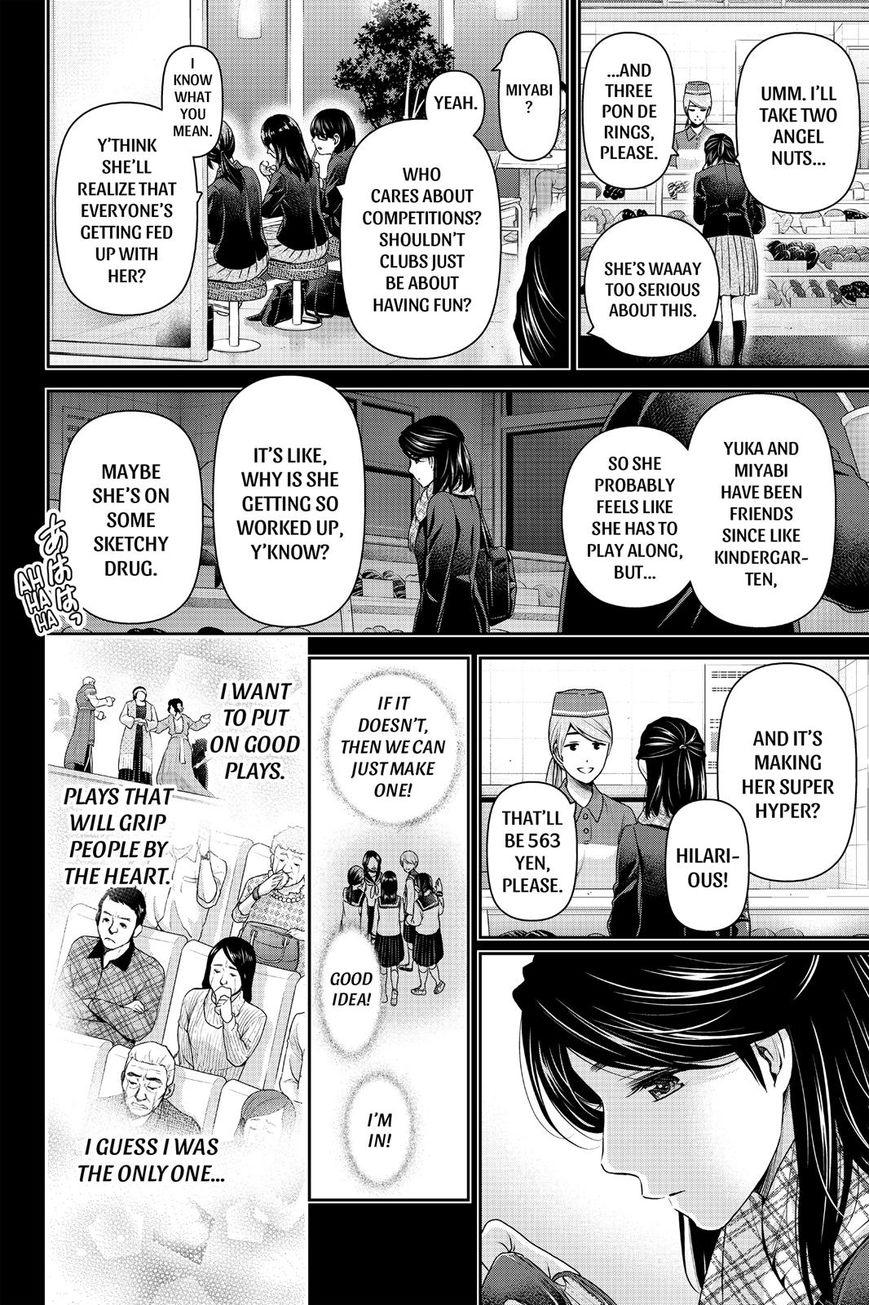 UMM. I'LL
TAKE TWO
ANGEL
NUTS...
...AND
THREE
PON DE
RINGS,
PLEASE.
SHE'S WAAAY
TOO SERIOUS
ABOUT THIS.
MIYABI
?
YEAH.
WHO
CARES ABOUT
COMPETITIONS?
SHOULDN'T
CLUBS JUST
BE ABOUT
HAVING FUN?
I
KNOW
WHAT
YOU
MEAN.
Y'THINK
SHE'LL
REALIZE THAT
EVERYONE'S
GETTING FED
UP WITH
HER?
YUKA AND
MIYABI
HAVE BEEN
FRIENDS
SINCE LIKE
KINDERGAR-
TEN,
SO SHE
PROBABLY
FEELS LIKE
SHE HAS TO
PLAY ALONG,
BUT...
IT'S LIKE,
WHY IS SHE
GETTING SO
WORKED UP,
Y'KNOW?
MAYBE
SHE'S ON
SOME
SKETCHY
DRUG.
あははっ
AH
HA
HA
AND IT'S
MAKING
HER SUPER
HYPER?
HILARI-
OUS!
THAT'LL
BE 563
YEN,
PLEASE.
IF IT
DOESN'T,
THEN WE CAN
JUST MAKE
ONE!
GOOD
IDEA!
I'M
IN!
I WANT
TO PUT
ON GOOD
PLAYS.
PLAYS THAT
WILL GRIP
PEOPLE BY
THE HEART.
I GUESS I WAS
THE ONLY ONE...